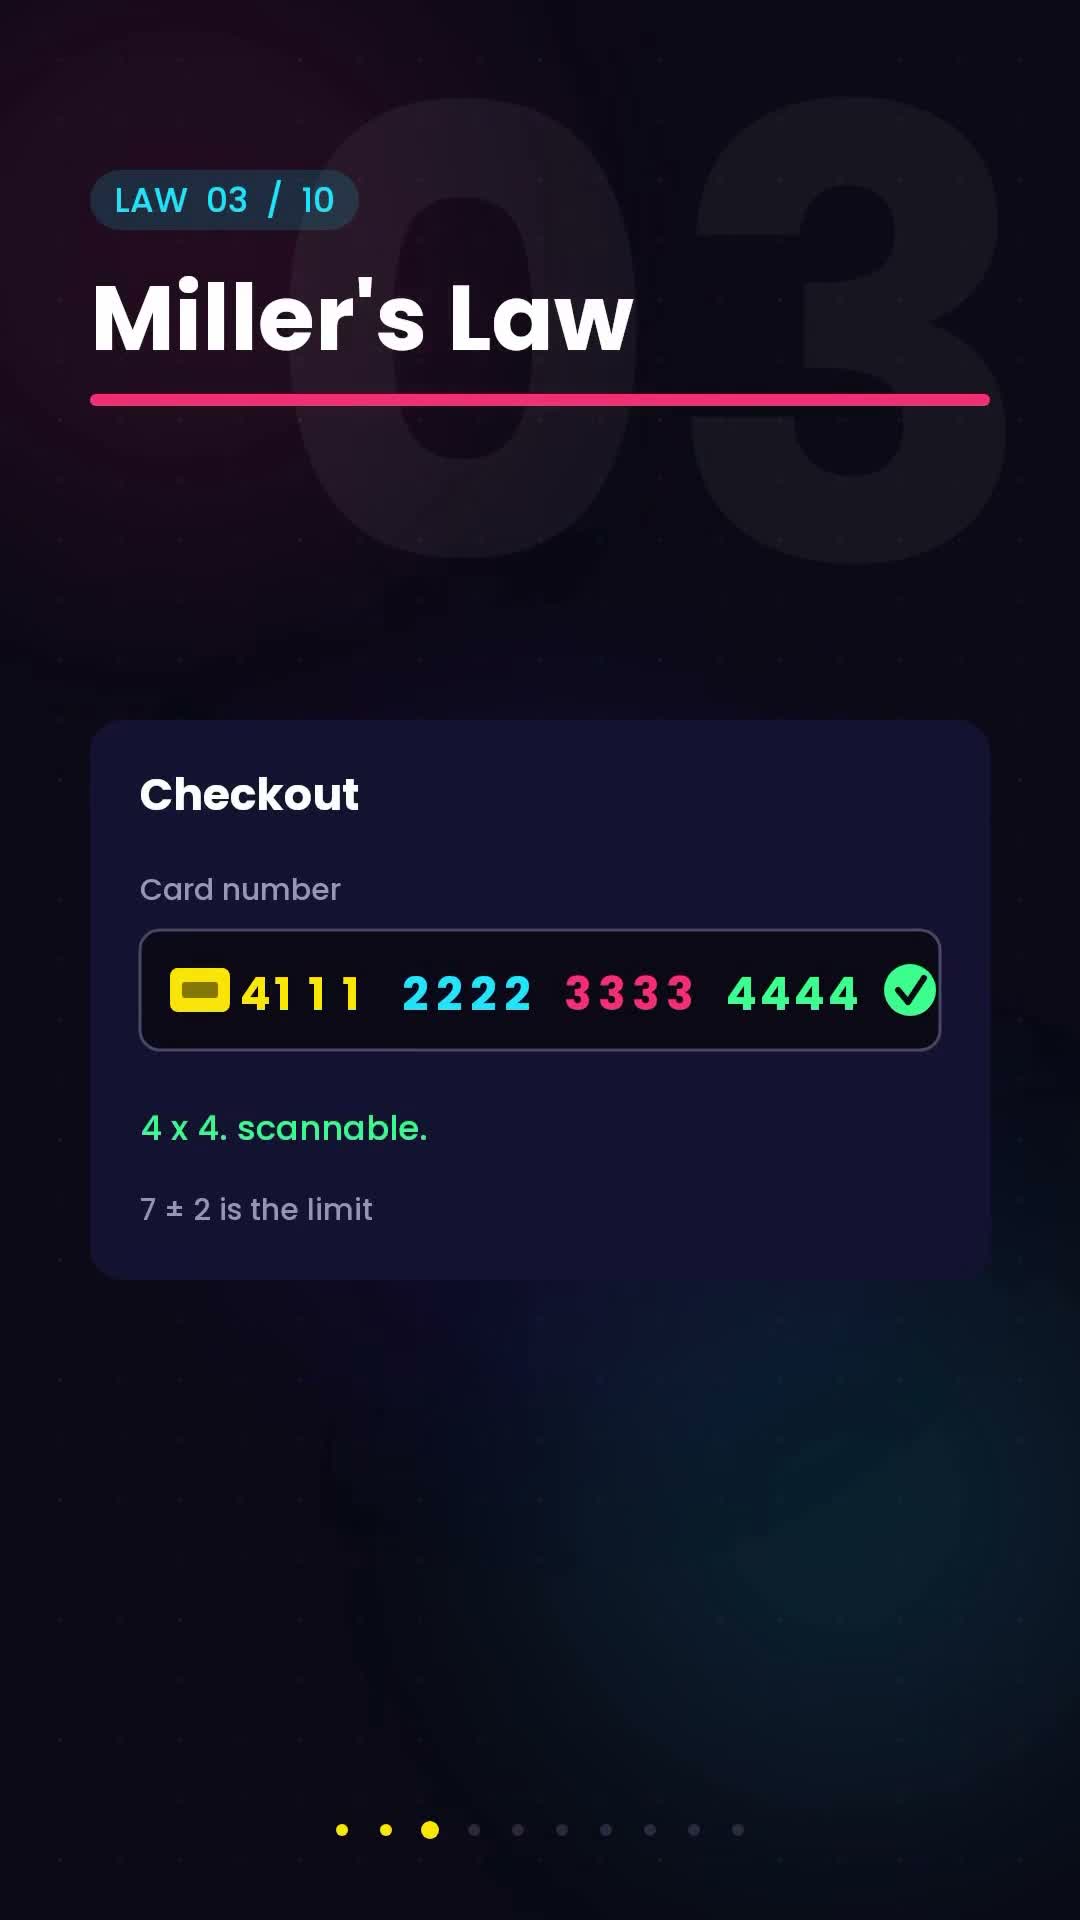 03
LAW 03 / 10
Miller's Law
Checkout
Card number
4111 2222 3333 4444
4 x 4. scannable.
7 ± 2 is the limit